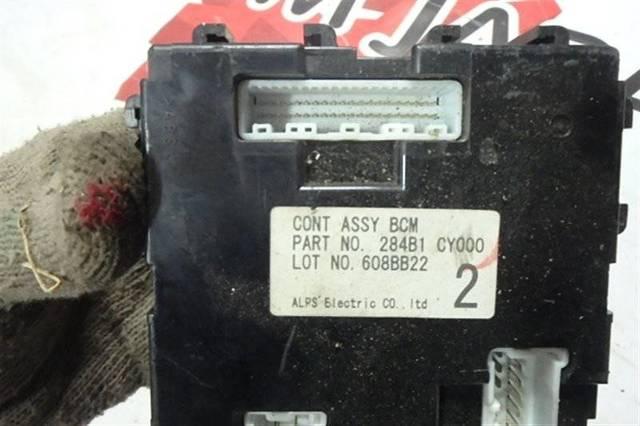 CONT ASSY BCM
PART NO. 284B1 CY000
LOT NO. 608BB22
2
ALPS Electric CO.,ltd